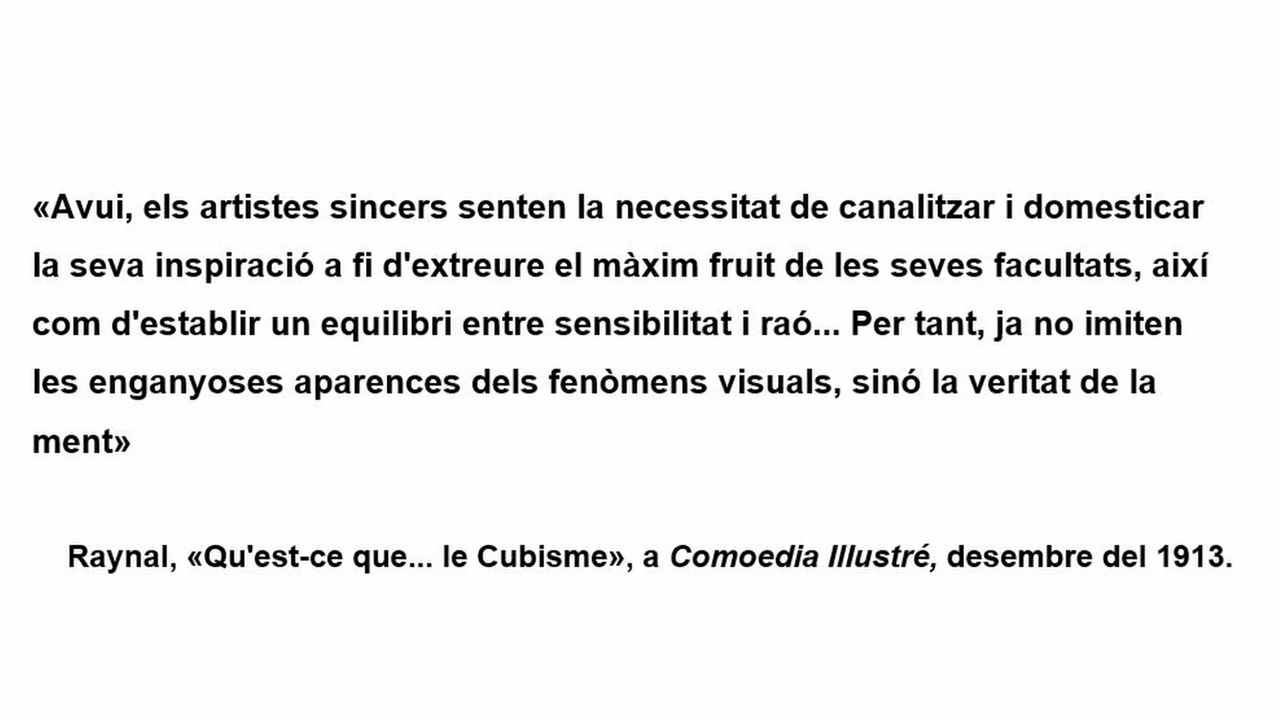 «Avui, els artistes sincers senten la necessitat de canalitzar i domesticar
la seva inspiració a fi d'extreure el màxim fruit de les seves facultats, així
com d'establir un equilibri entre sensibilitat i raó... Per tant, ja no imiten
les enganyoses aparences dels fenòmens visuals, sinó la veritat de la
ment»
Raynal, «Qu'est-ce que... le Cubisme», a Comoedia Illustré, desembre del 1913.